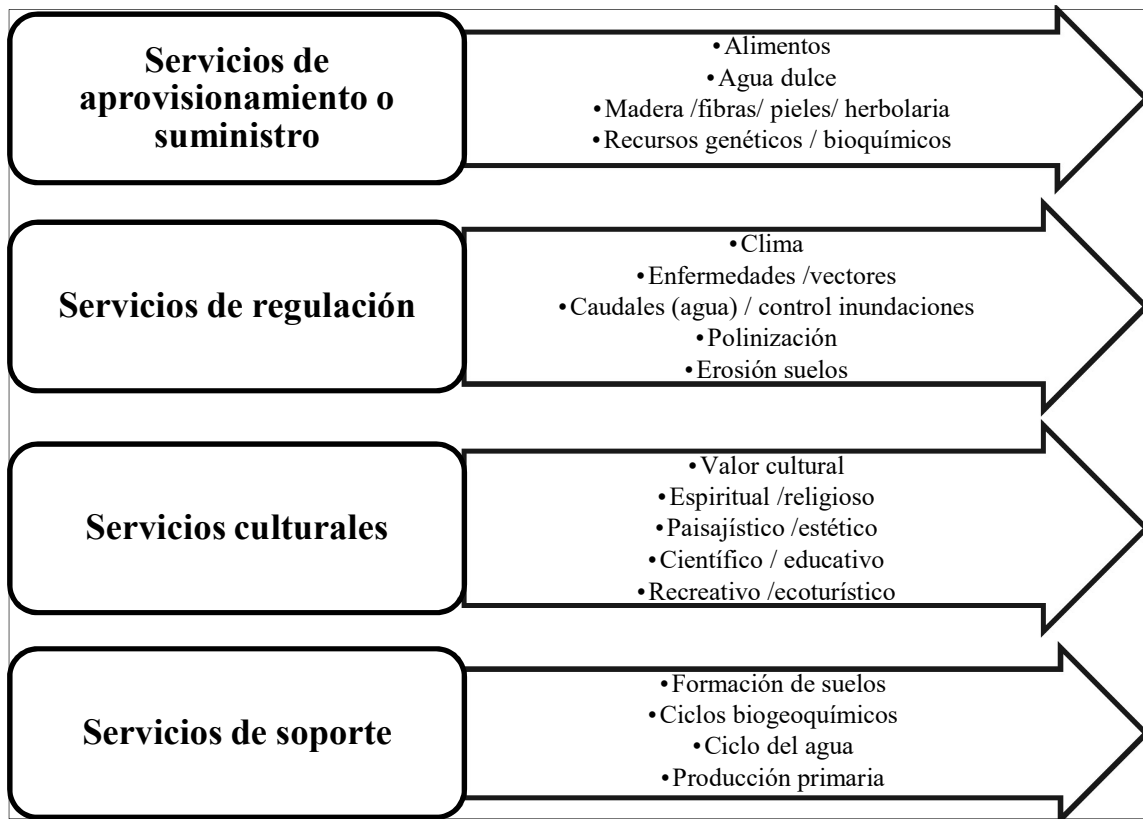 Servicios de
aprovisionamiento o
suministro
•Alimentos
•Agua dulce
•Madera /fibras/ pieles/ herbolaria
•Recursos genéticos / bioquímicos
Servicios de regulación
•Clima
•Enfermedades /vectores
•Caudales (agua) / control inundaciones
•Polinización
•Erosión suelos
Servicios culturales
•Valor cultural
•Espiritual /religioso
•Paisajístico /estético
•Científico / educativo
•Recreativo /ecoturístico
Servicios de soporte
•Formación de suelos
•Ciclos biogeoquímicos
•Ciclo del agua
•Producción primaria